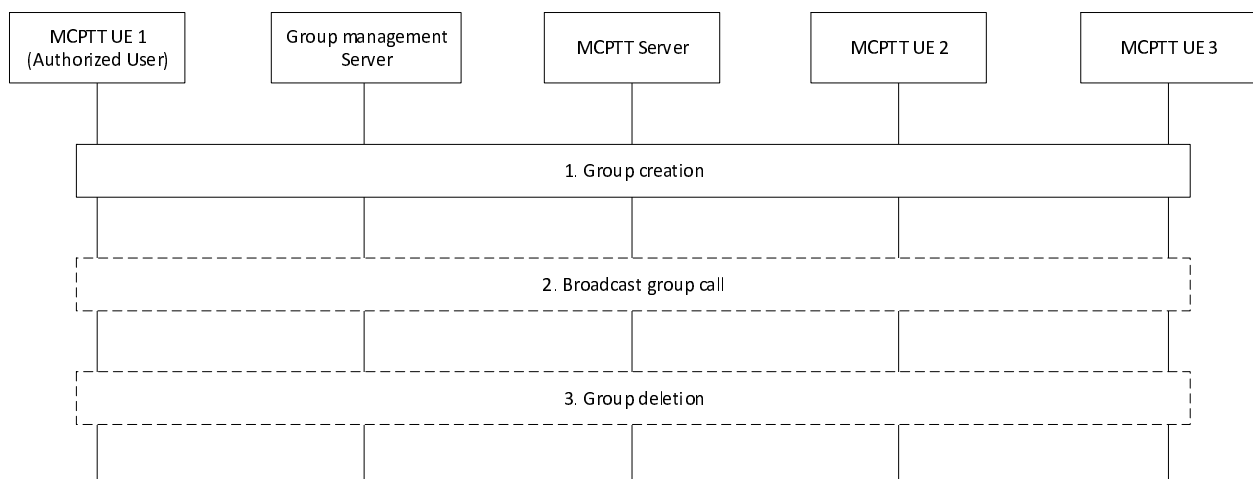 MCPTT UE 1
(Authorized User)
Group management
Server
MCPTT Server
MCPTT UE 2
MCPTT UE 3
1. Group creation
2. Broadcast group call
3. Group deletion